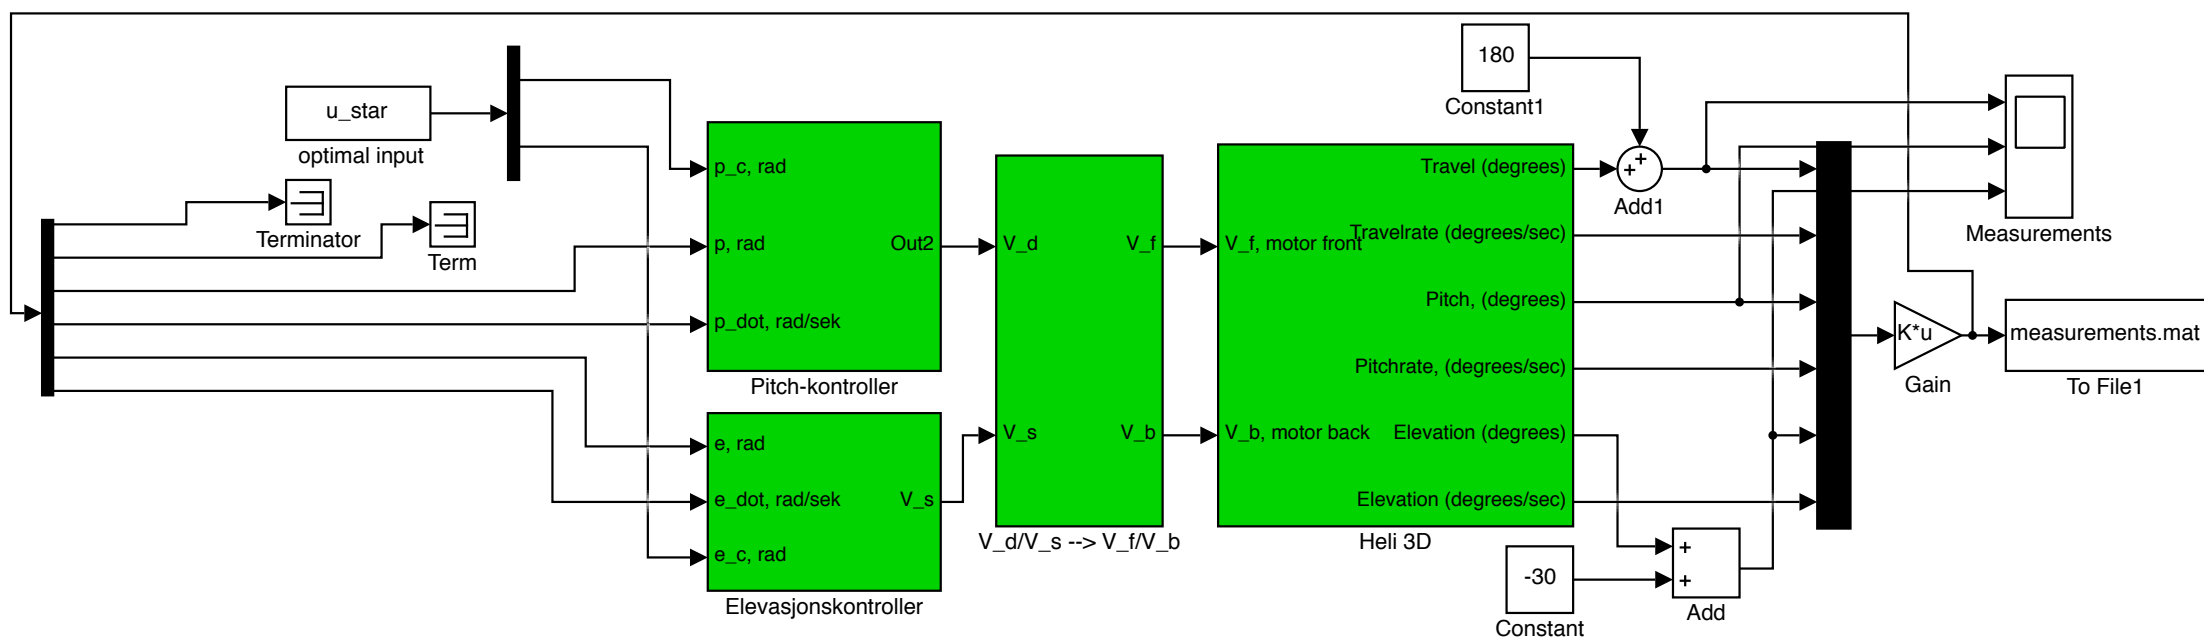 180
Constant1
u_star
optimal input
Terminator
Term
p_c, rad
p, rad
p_dot, rad/sek
Out2
Pitch-kontroller
e, rad
e_dot, rad/sek
e_c, rad
V_s
Elevasjonskontroller
V_d
V_s
V_f
V_b
V_d/V_s --> V_f/V_b
V_f, motor front
V_b, motor back
Travel (degrees)
Travelrate (degrees/sec)
Pitch, (degrees)
Pitchrate, (degrees/sec)
Elevation (degrees)
Elevation (degrees/sec)
Heli 3D
+
+
Add1
-30
Constant
+
+
Add
Measurements
K*u
Gain
measurements.mat
To File1